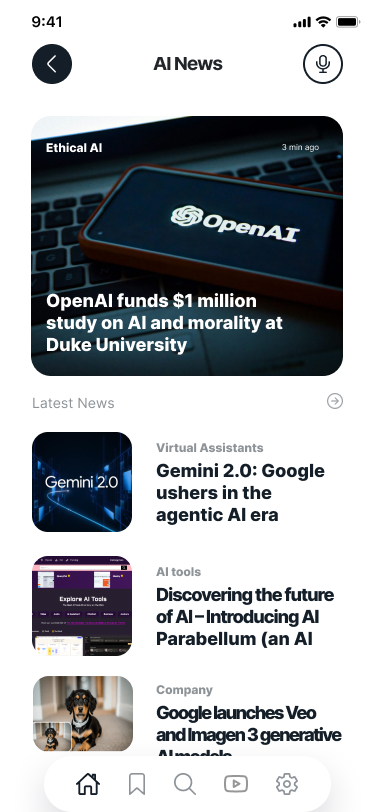 9:41
AI News
Ethical AI
3 min ago
OpenAI
OpenAI funds $1 million
study on AI and morality at
Duke University
Latest News
Gemini 2.0
Virtual Assistants
Gemini 2.0: Google
ushers in the
agentic AI era
Explore AI Tools
AI tools
Discovering the future
of AI – Introducing AI
Parabellum (an AI
Company
Google launches Veo
and Imagen 3 generative
AI models